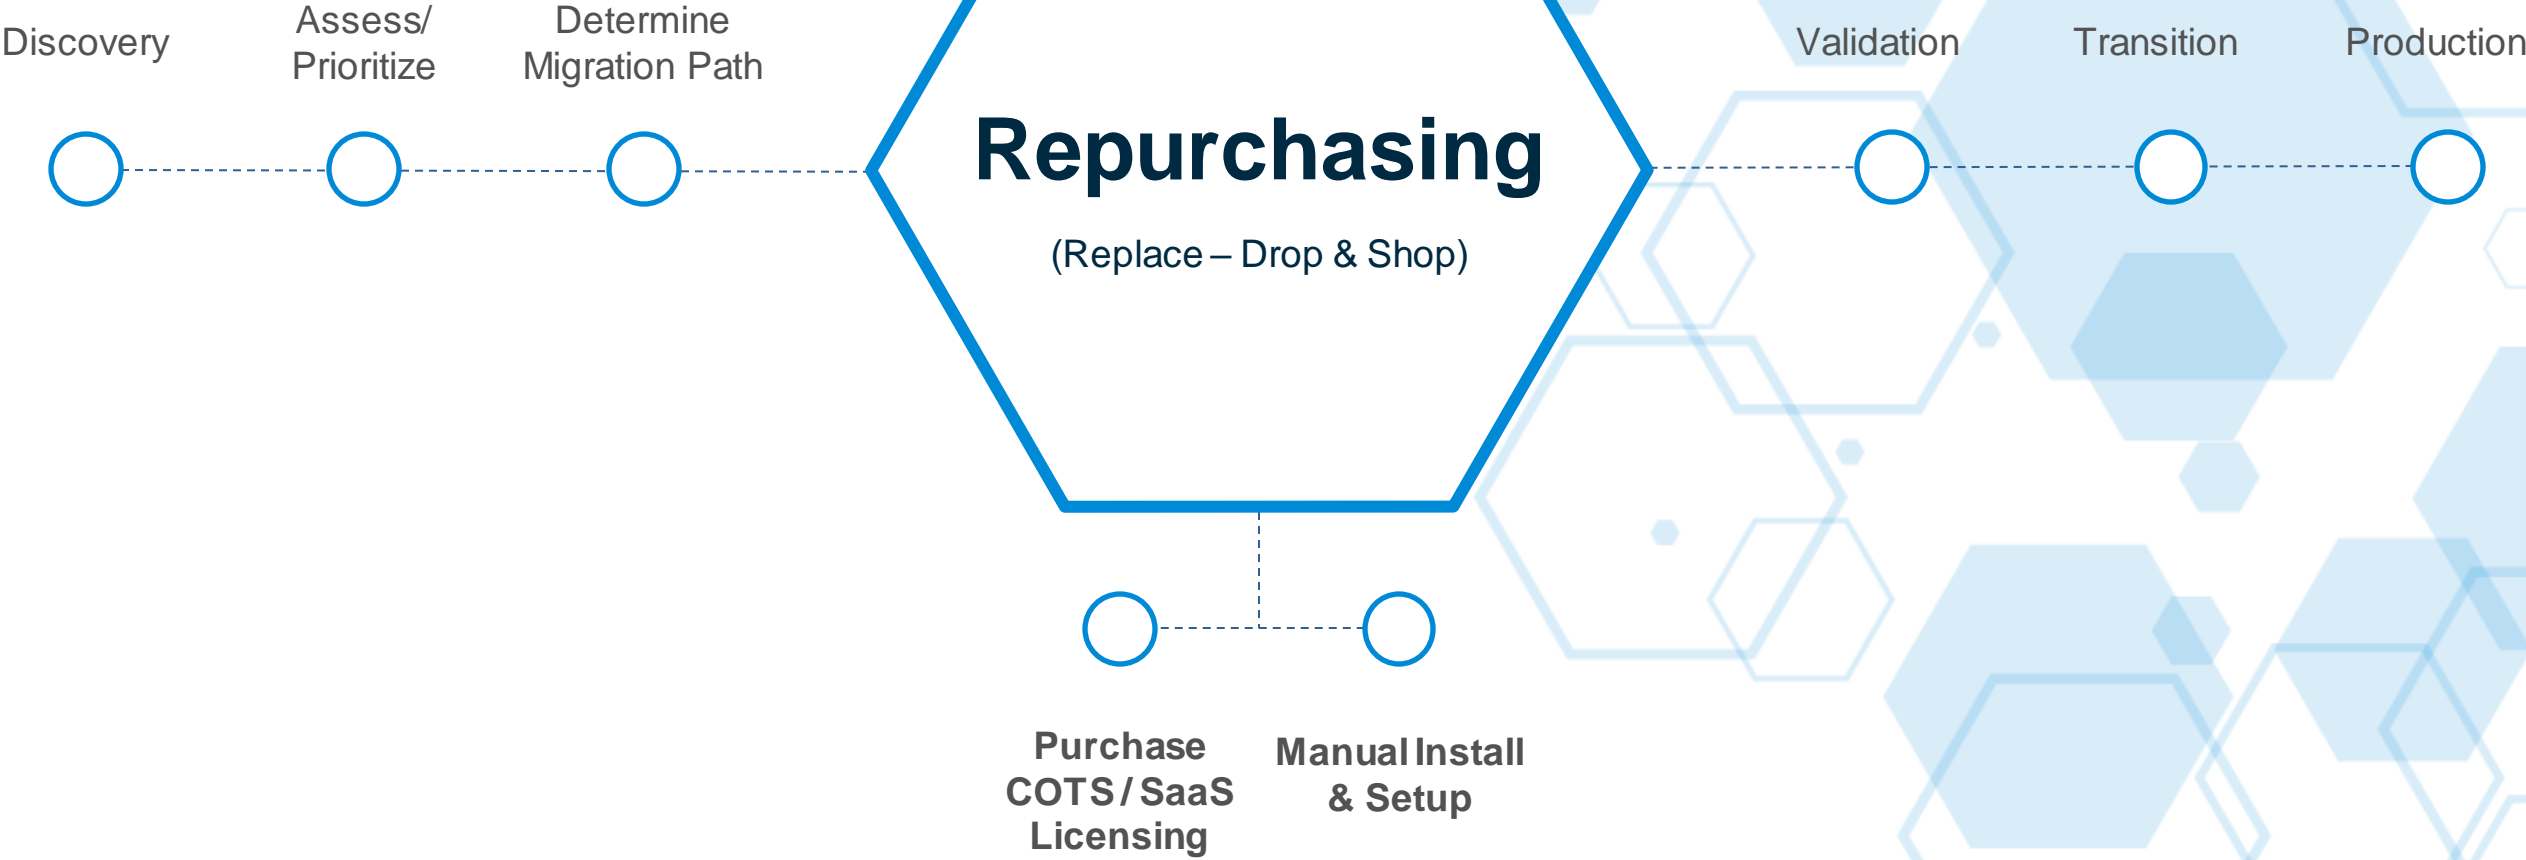 Discovery
Assess/
Prioritize
Determine
Migration Path
Repurchasing
(Replace – Drop & Shop)
Validation
Transition
Production
Purchase
COTS / SaaS
Licensing
Manual Install
& Setup